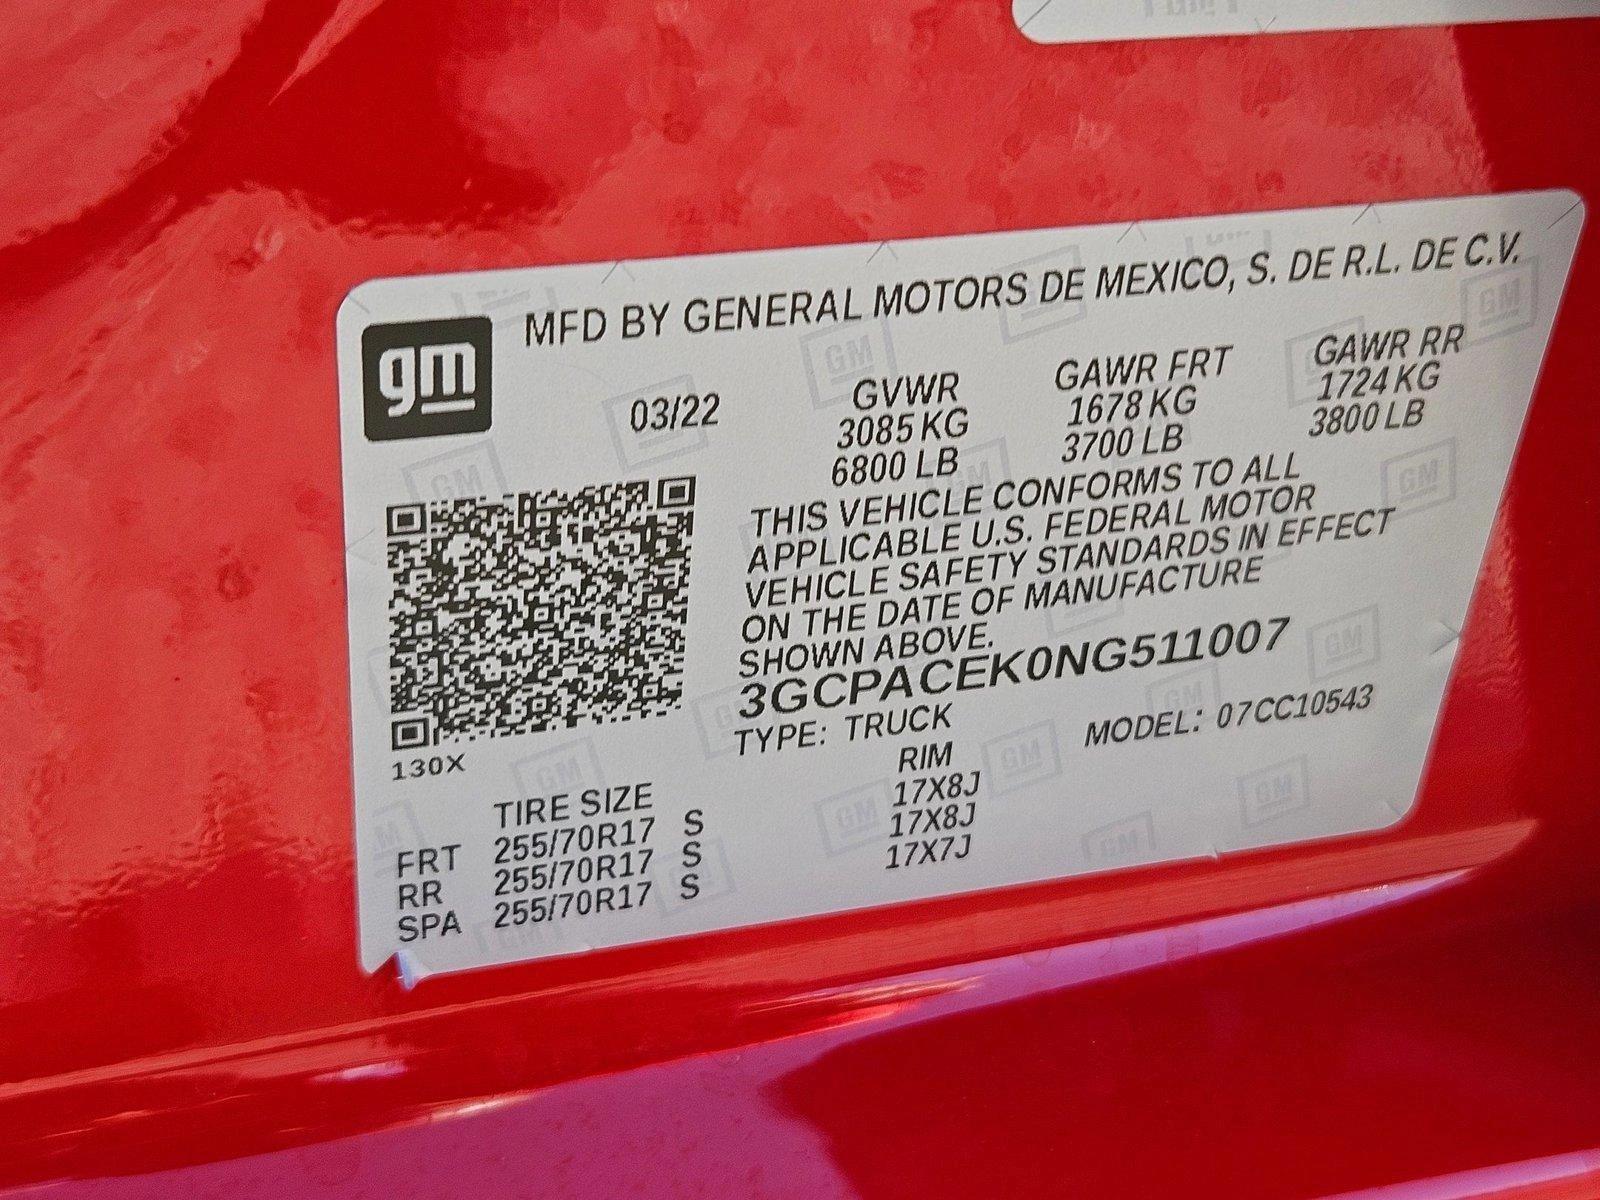 gm
MFD BY GENERAL MOTORS DE MEXICO, S. DE R.L. DE C.V.
03/22
GVWR GAWR FRT GAWR RR
3085 KG 1678 KG 1724 KG
6800 LB 3700 LB 3800 LB
THIS VEHICLE CONFORMS TO ALL
APPLICABLE U.S. FEDERAL MOTOR
VEHICLE SAFETY STANDARDS IN EFFECT
ON THE DATE OF MANUFACTURE
SHOWN ABOVE.
3GCPACEK0NG511007
TYPE: TRUCK MODEL: 07CC10543
130X
TIRE SIZE RIM
FRT 255/70R17 S 17X8J
RR 255/70R17 S 17X8J
SPA 255/70R17 S 17X7J